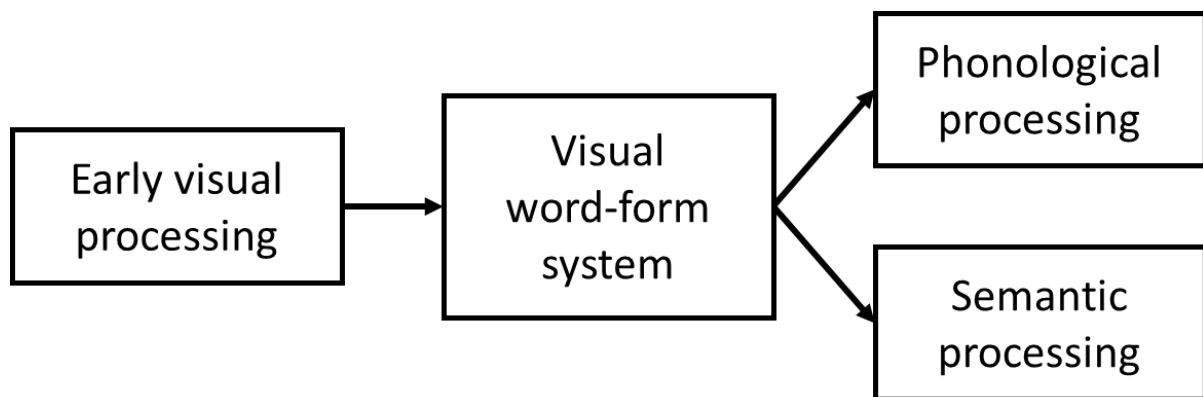 Early visual
processing
Visual
word-form
system
Phonological
processing
Semantic
processing